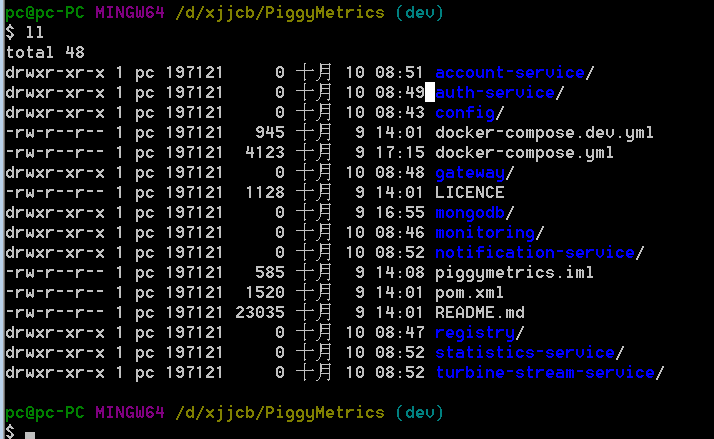 pc@pc-PC MINGW64 /d/xjjcb/PiggyMetrics (dev)
$ ll
total 48
drwxr-xr-x 1 pc 197121     0 十月 10 08:51 account-service/
drwxr-xr-x 1 pc 197121     0 十月 10 08:49 auth-service/
drwxr-xr-x 1 pc 197121     0 十月 10 08:43 config/
-rw-r--r-- 1 pc 197121   945 十月  9 14:01 docker-compose.dev.yml
-rw-r--r-- 1 pc 197121  4123 十月  9 17:15 docker-compose.yml
drwxr-xr-x 1 pc 197121     0 十月 10 08:48 gateway/
-rw-r--r-- 1 pc 197121  1128 十月  9 14:01 LICENCE
drwxr-xr-x 1 pc 197121     0 十月  9 16:55 mongodb/
drwxr-xr-x 1 pc 197121     0 十月 10 08:46 monitoring/
drwxr-xr-x 1 pc 197121     0 十月 10 08:52 notification-service/
-rw-r--r-- 1 pc 197121   585 十月  9 14:08 piggymetrics.iml
-rw-r--r-- 1 pc 197121  1520 十月  9 14:01 pom.xml
-rw-r--r-- 1 pc 197121 23035 十月  9 14:01 README.md
drwxr-xr-x 1 pc 197121     0 十月 10 08:47 registry/
drwxr-xr-x 1 pc 197121     0 十月 10 08:52 statistics-service/
drwxr-xr-x 1 pc 197121     0 十月 10 08:52 turbine-stream-service/
pc@pc-PC MINGW64 /d/xjjcb/PiggyMetrics (dev)
$